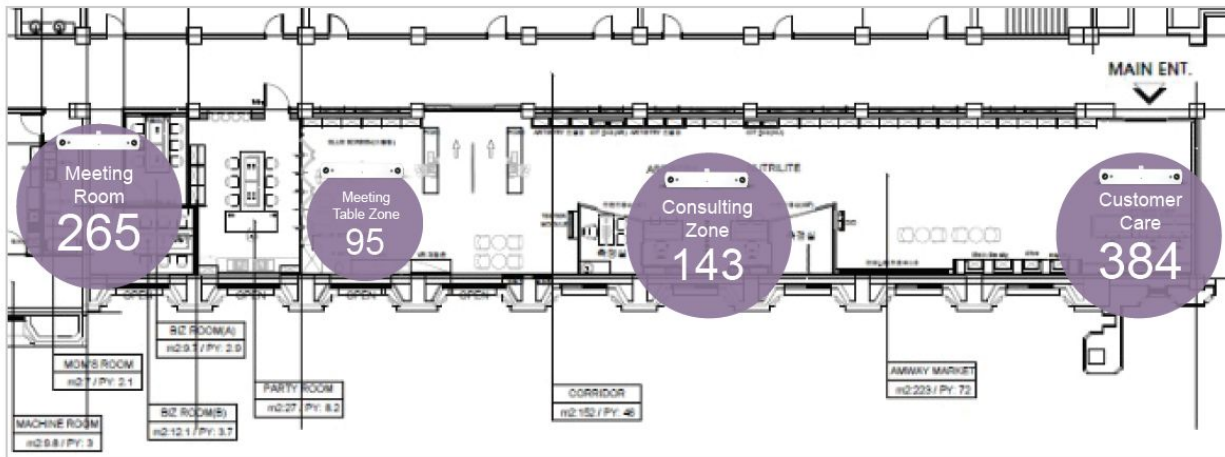 MAIN ENT.
Meeting
Room
265
Meeting
Table Zone
95
Consulting
Zone
143
Customer
Care
384
OPEN
OPEN
OPEN
OPEN
BIZ ROOM(A)
m2:9.7 / PY: 2.9
MOM'S ROOM
m2:7 / PY: 2.1
PARTY ROOM
m2:27 / PY: 8.2
CORRIDOR
m2:152 / PY: 46
AMWAY MARKET
m2:223 / PY: 72
BIZ ROOM(B)
m2:12.1 / PY: 3.7
MACHINE ROOM
m2:9.8 / PY: 3